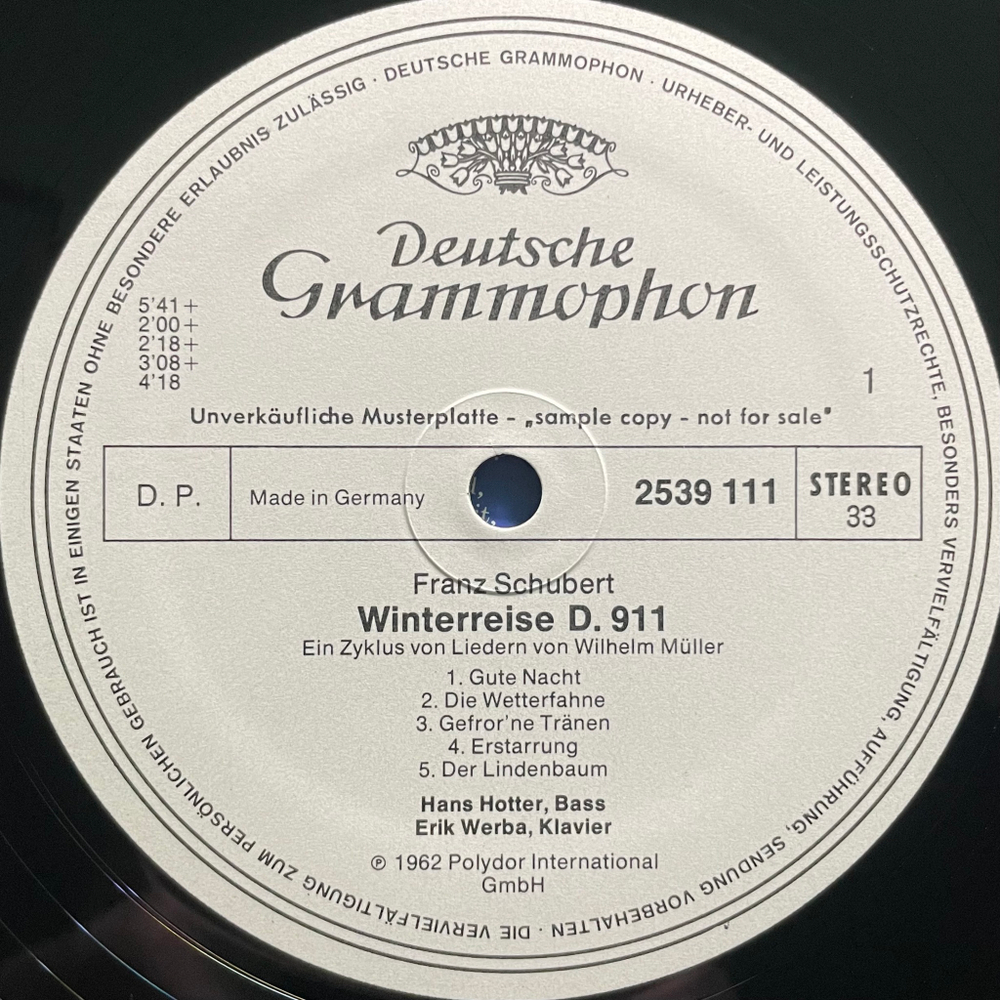 DEUTSCHE GRAMMOPHON · URHEBER- UND LEISTUNGSSCHUTZRECHTE, BESONDERS VERVIELFÄLTIGUNG, AUFFÜHRUNG, SENDUNG VORBEHALTEN · DIE VERVIELFÄLTIGUNG ZUM PERSÖNLICHEN GEBRAUCH IST IN EINIGEN STAATEN OHNE BESONDERE ERLAUBNIS ZULÄSSIG ·
Deutsche
Grammophon
5'41+
2'00+
2'18+
3'08+
4'18
1
Unverkäufliche Musterplatte - „sample copy - not for sale"
D. P. Made in Germany 2539 111 STEREO
33
Franz Schubert
Winterreise D. 911
Ein Zyklus von Liedern von Wilhelm Müller
1. Gute Nacht
2. Die Wetterfahne
3. Gefror'ne Tränen
4. Erstarrung
5. Der Lindenbaum
Hans Hotter, Bass
Erik Werba, Klavier
℗ 1962 Polydor International
GmbH